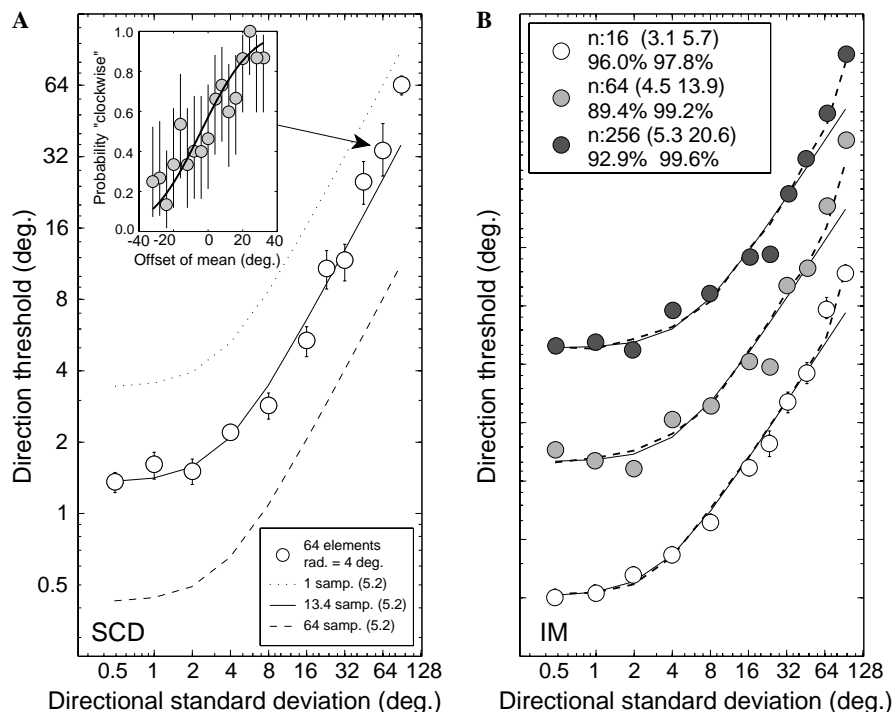 A
B
64
32
16
8
4
2
1
0.5
Direction threshold (deg.)
1.0
0.8
0.6
0.4
0.2
0.0
Probability "clockwise"
-40 -20 0 20 40
Offset of mean (deg.)
64 elements
rad. = 4 deg.
1 samp. (5.2)
13.4 samp. (5.2)
64 samp. (5.2)
SCD
0.5 1 2 4 8 16 32 64 128
Directional standard deviation (deg.)
n:16 (3.1 5.7)
96.0% 97.8%
n:64 (4.5 13.9)
89.4% 99.2%
n:256 (5.3 20.6)
92.9% 99.6%
Direction threshold (deg.)
IM
0.5 1 2 4 8 16 32 64 128
Directional standard deviation (deg.)